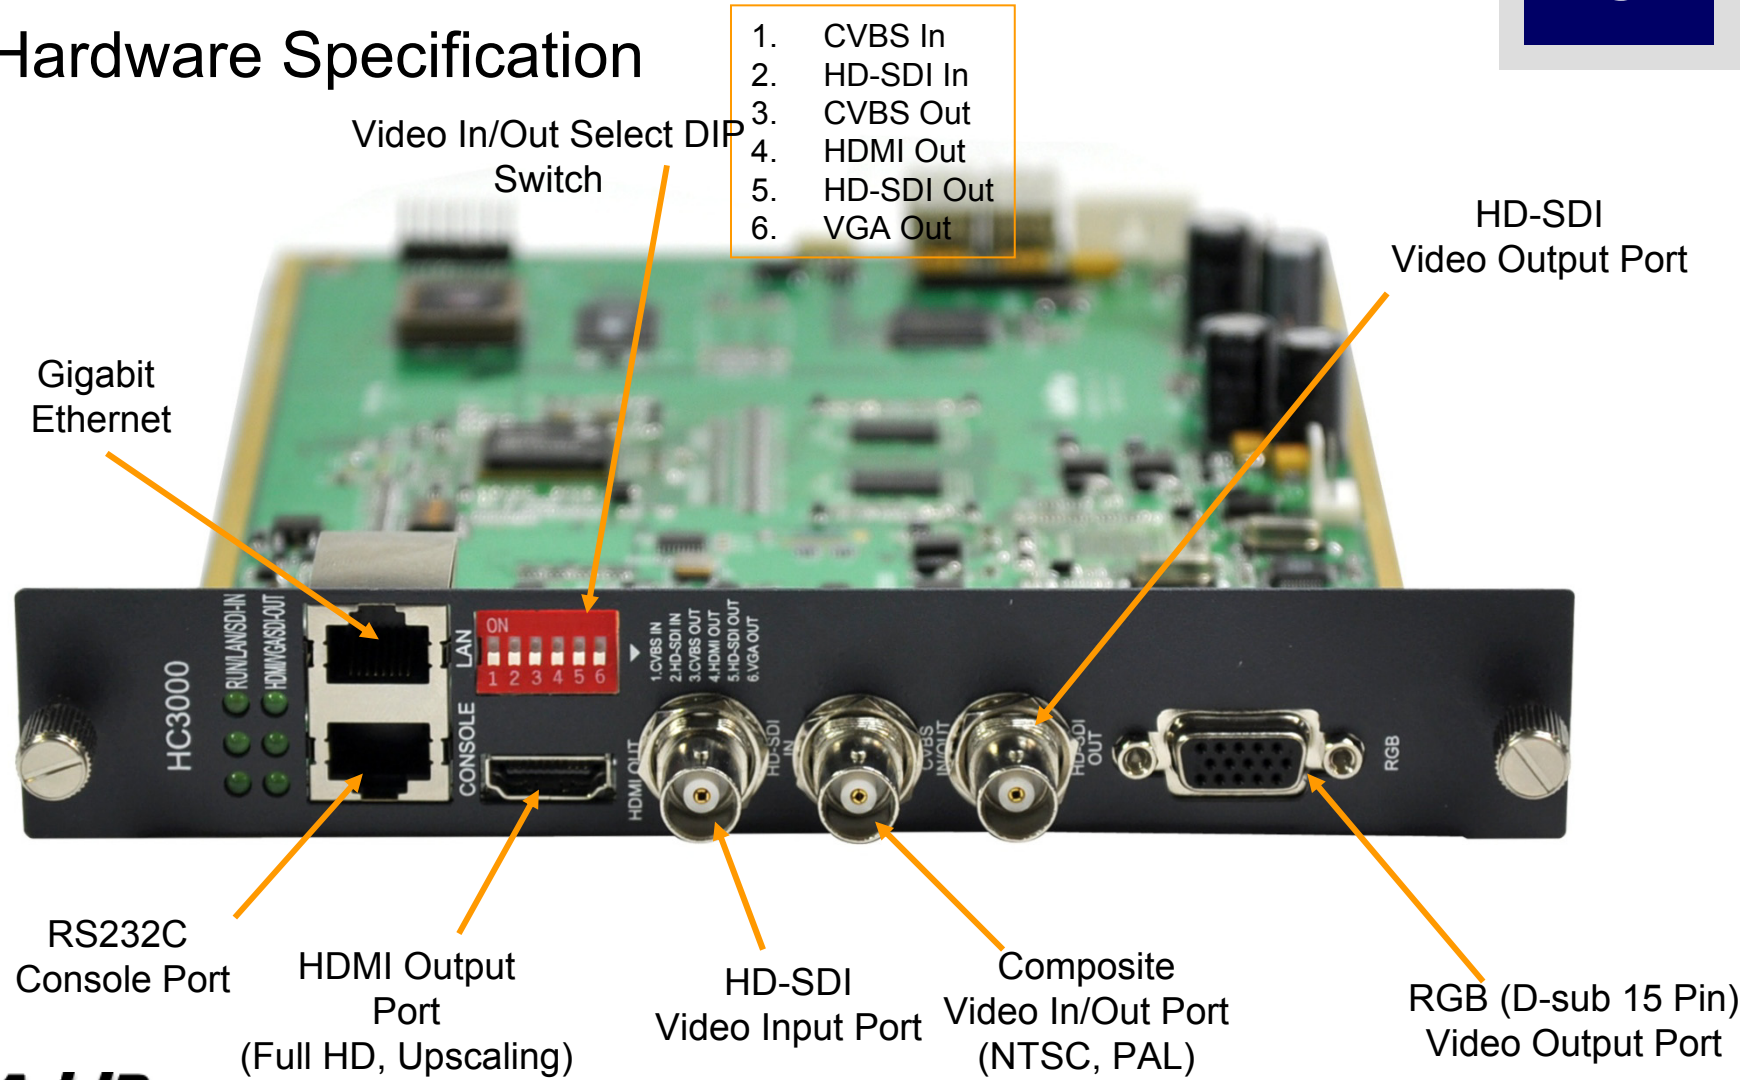 Hardware Specification
1. CVBS In
2. HD-SDI In
3. CVBS Out
4. HDMI Out
5. HD-SDI Out
6. VGA Out
Video In/Out Select DIP
Switch
HD-SDI
Video Output Port
Gigabit
Ethernet
HC3000
RUN/LAN/SDI-IN
HDMI/VGA/SDI-OUT
LAN
CONSOLE
ON
1 2 3 4 5 6
1.CVBS IN
2.HD-SDI IN
3.CVBS OUT
4.HDMI OUT
5.HD-SDI OUT
6.VGA OUT
HDMI OUT
HD-SDI
IN
CVBS
IN/OUT
HD-SDI
OUT
RGB
RS232C
Console Port
HDMI Output
Port
(Full HD, Upscaling)
HD-SDI
Video Input Port
Composite
Video In/Out Port
(NTSC, PAL)
RGB (D-sub 15 Pin)
Video Output Port